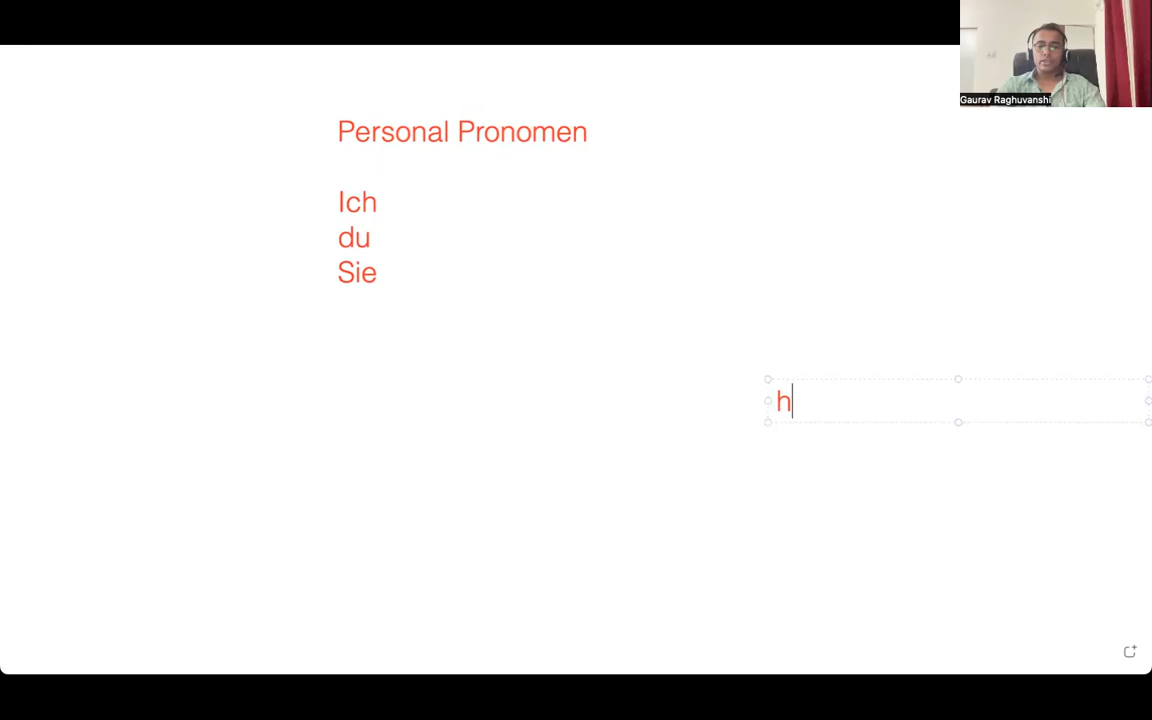 Gaurav Raghuvanshi
Personal Pronomen
Ich
du
Sie
h